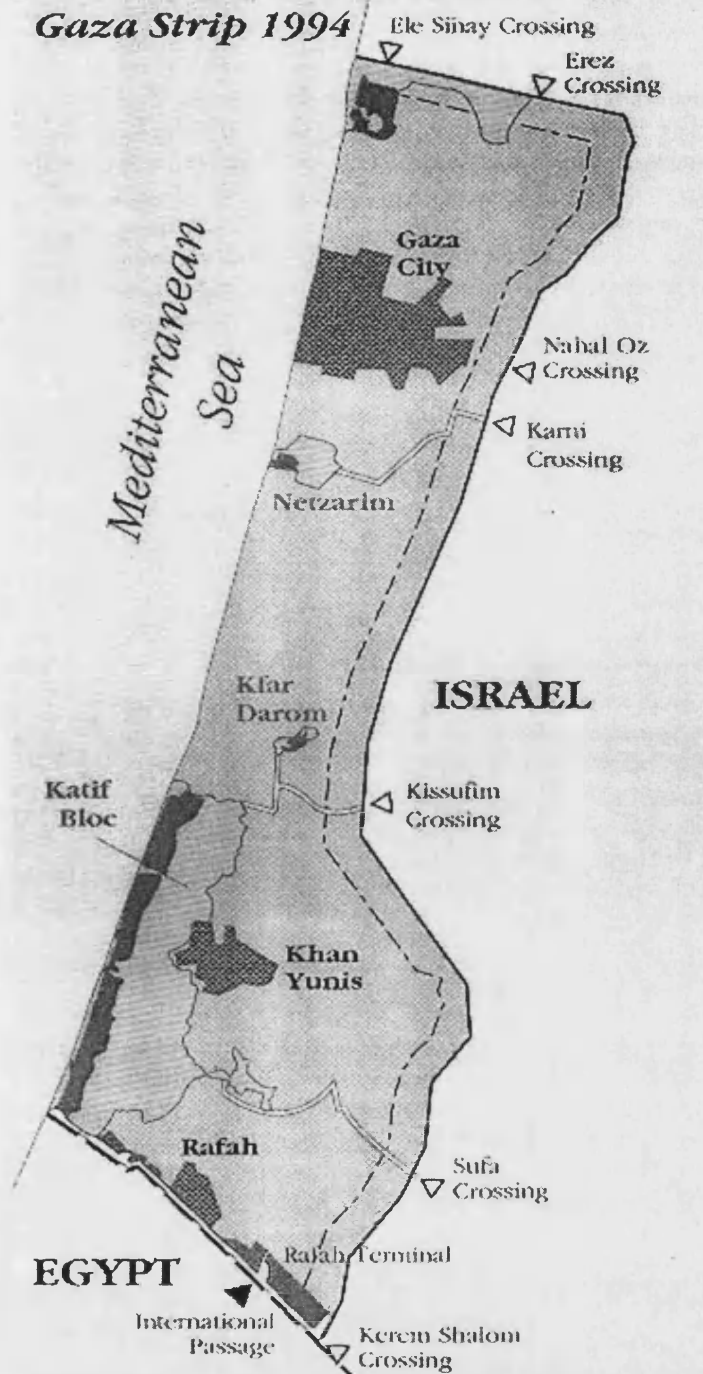 Gaza Strip 1994
Ele Sinay Crossing
Erez
Crossing
Mediterranean
Sea
Gaza
City
Nahal Oz
Crossing
Karni
Crossing
Netzarim
Kfar
Darom
ISRAEL
Katif
Bloc
Kissufim
Crossing
Khan
Yunis
Rafah
Sufa
Crossing
Rafah Terminal
EGYPT
International
Passage
Kerem Shalom
Crossing